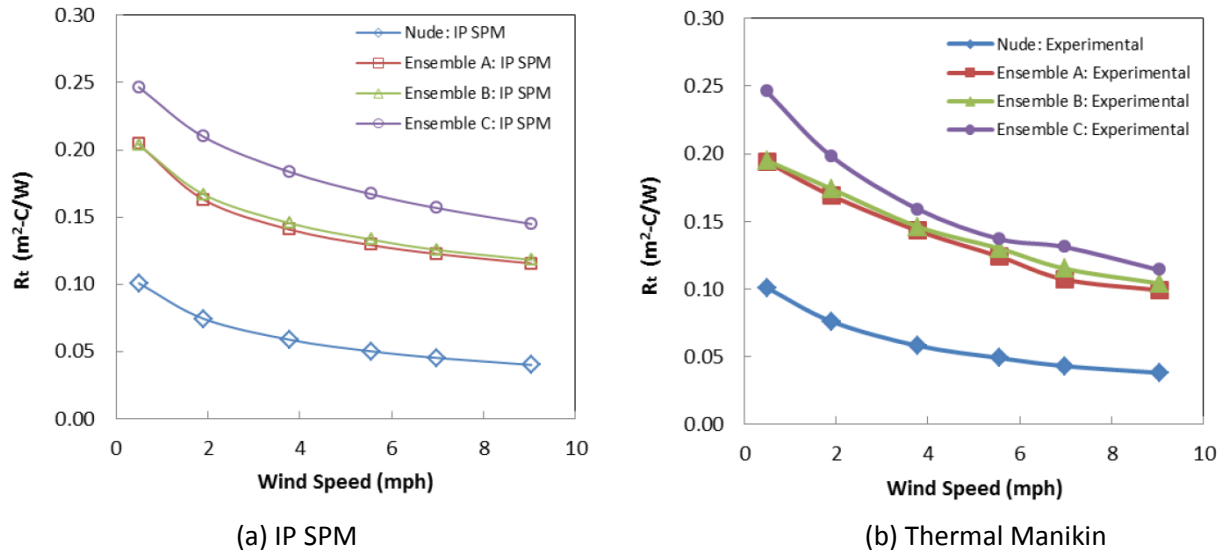 0.30
0.25
0.20
0.15
0.10
0.05
0.00
Rt (m²-C/W)
Nude: IP SPM
Ensemble A: IP SPM
Ensemble B: IP SPM
Ensemble C: IP SPM
0 2 4 6 8 10
Wind Speed (mph)
(a) IP SPM
0.30
0.25
0.20
0.15
0.10
0.05
0.00
Rt (m²-C/W)
Nude: Experimental
Ensemble A: Experimental
Ensemble B: Experimental
Ensemble C: Experimental
0 2 4 6 8 10
Wind Speed (mph)
(b) Thermal Manikin